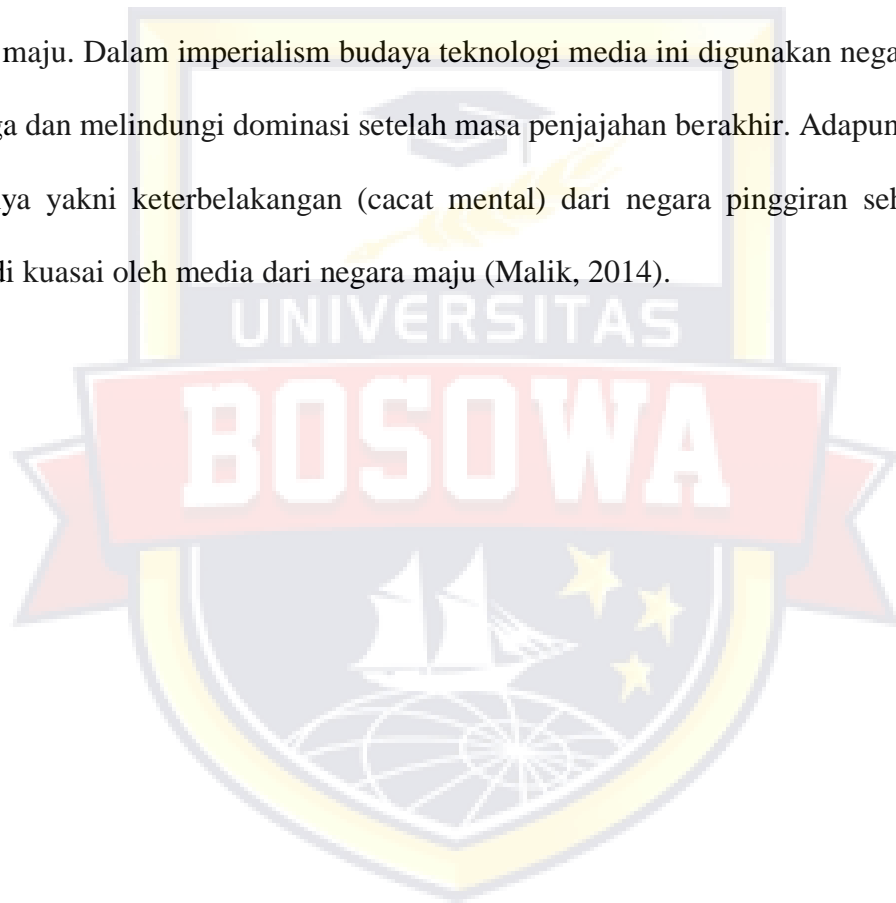 maju. Dalam imperialism budaya teknologi media ini digunakan nega
ga dan melindungi dominasi setelah masa penjajahan berakhir. Adapun
ya yakni keterbelakangan (cacat mental) dari negara pinggiran seh
di kuasai oleh media dari negara maju (Malik, 2014).
UNIVERSITAS
BOSOWA